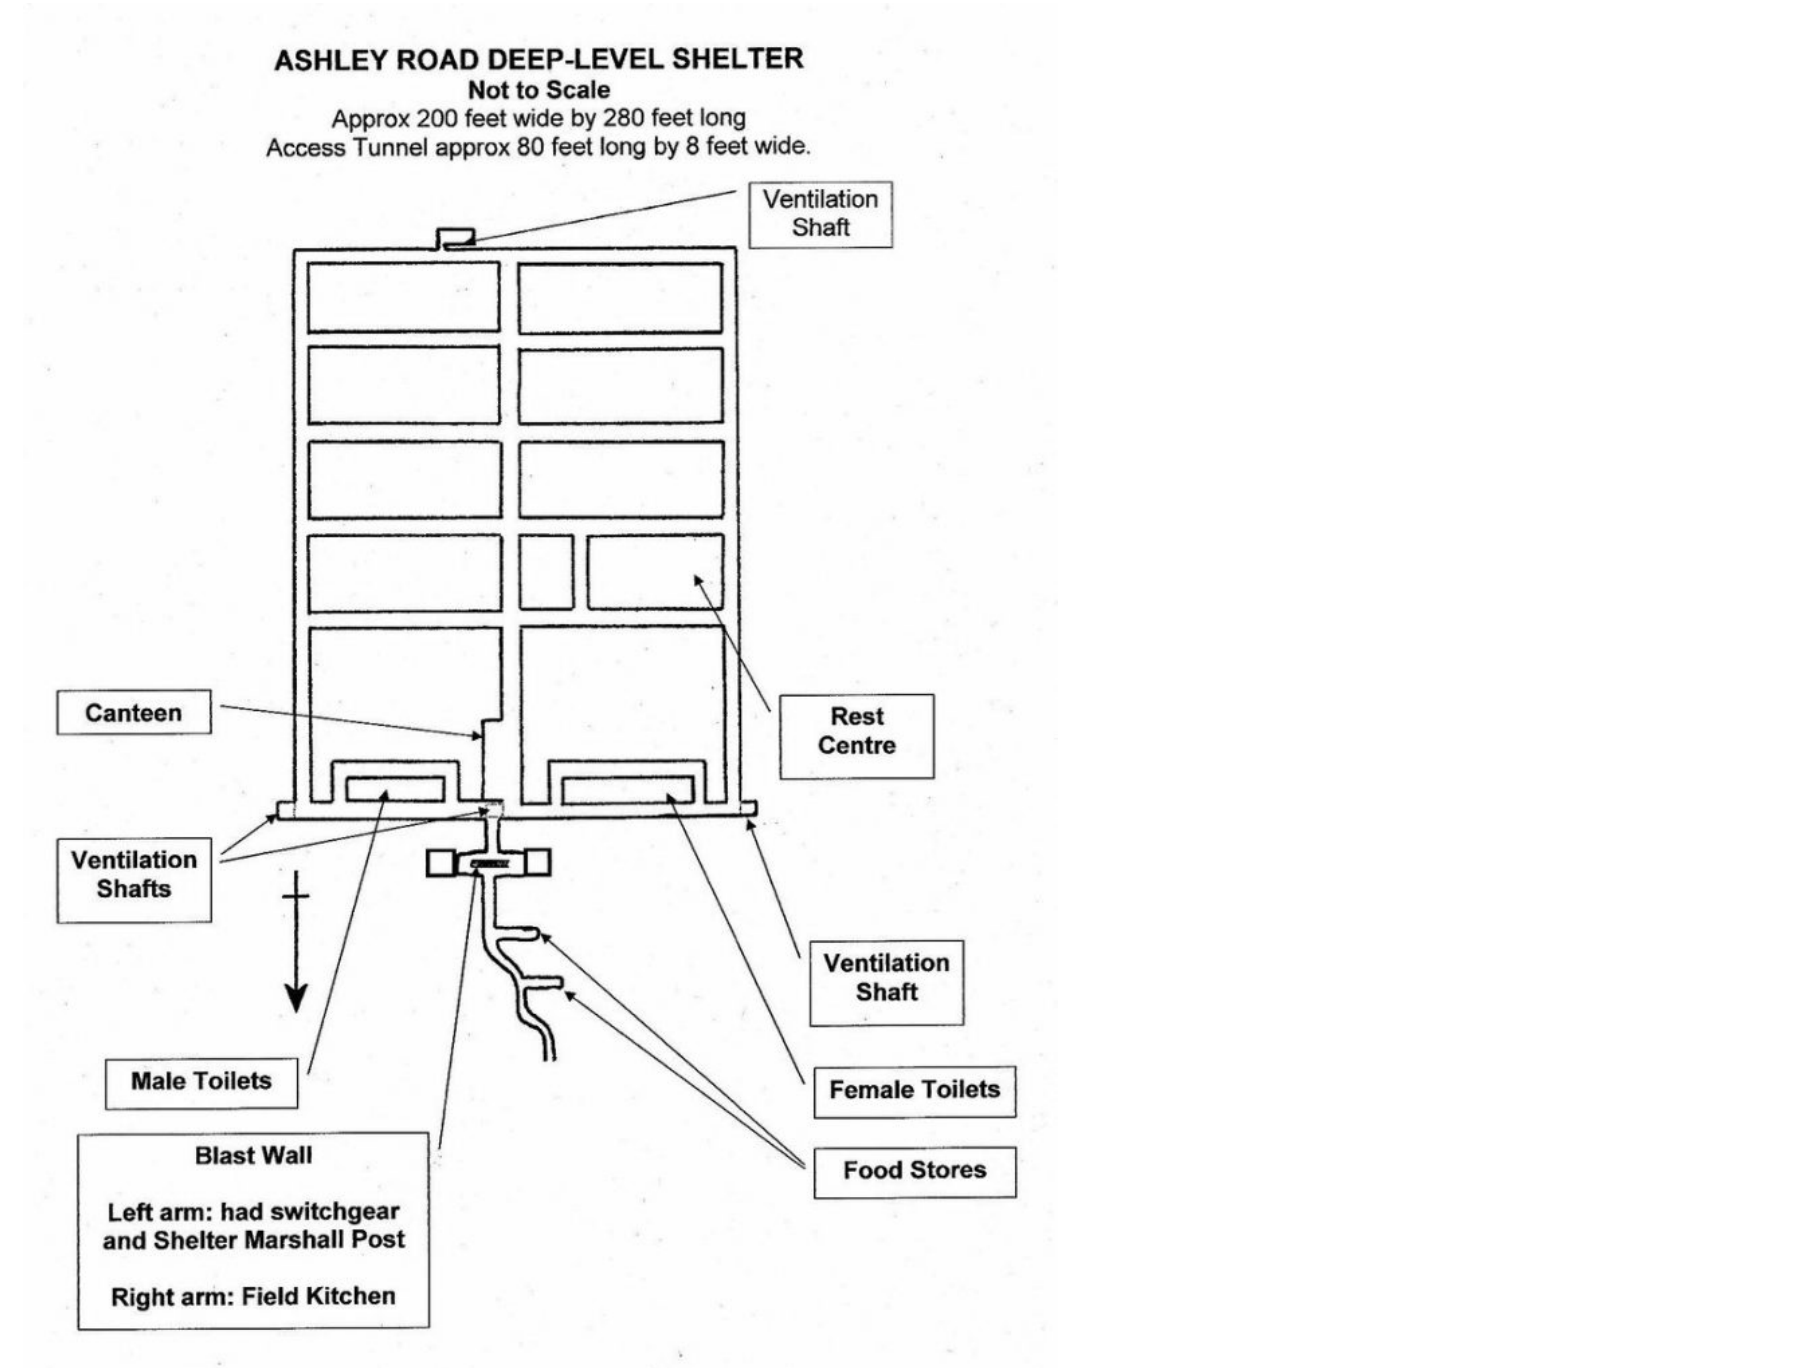 ASHLEY ROAD DEEP-LEVEL SHELTER
Not to Scale
Approx 200 feet wide by 280 feet long
Access Tunnel approx 80 feet long by 8 feet wide.
Ventilation
Shaft
Canteen
Rest
Centre
Ventilation
Shafts
Ventilation
Shaft
Male Toilets
Female Toilets
Blast Wall
Left arm: had switchgear
and Shelter Marshall Post
Right arm: Field Kitchen
Food Stores